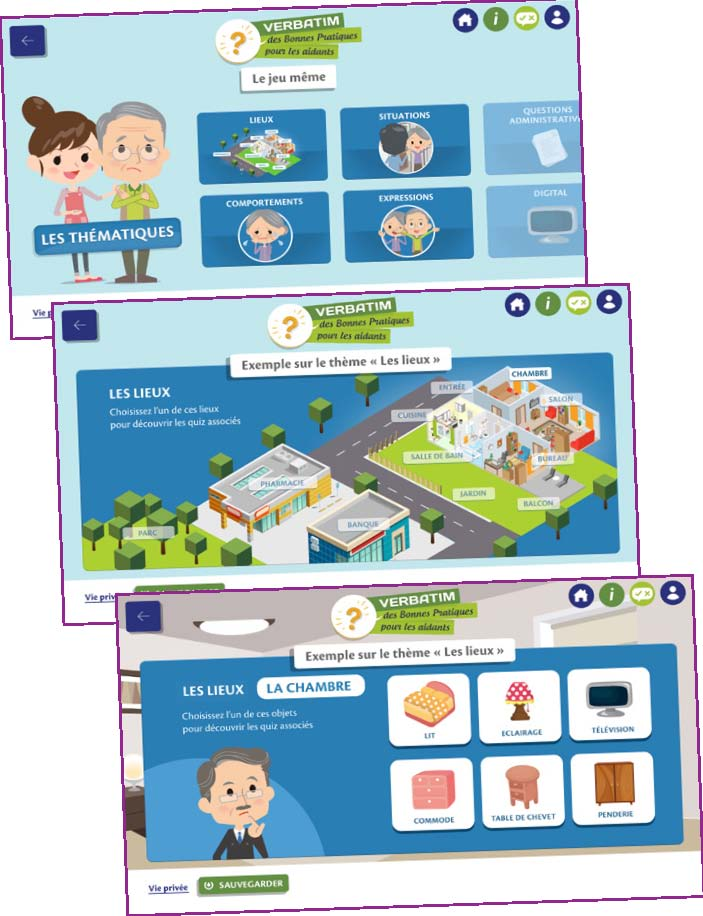 VERBATIM
des Bonnes Pratiques
pour les aidants
Le jeu même
LIEUX
SITUATIONS
QUESTIONS
ADMINISTRATIV
COMPORTEMENTS
EXPRESSIONS
DIGITAL
LES THÉMATIQUES
VERBATIM
des Bonnes Pratiques
pour les aidants
Exemple sur le thème « Les lieux »
LES LIEUX
Choisissez l'un de ces lieux
pour découvrir les quiz associés
CHAMBRE
ENTRÉE
SALON
CUISINE
SALLE DE BAIN
BUREAU
PHARMACIE
JARDIN
BALCON
BANQUE
PARC
Vie priv
VERBATIM
des Bonnes Pratiques
pour les aidants
Exemple sur le thème « Les lieux »
LES LIEUX LA CHAMBRE
Choisissez l'un de ces objets
pour découvrir les quiz associés
LIT
ECLAIRAGE
TÉLÉVISION
COMMODE
TABLE DE CHEVET
PENDERIE
Vie privée
SAUVEGARDER